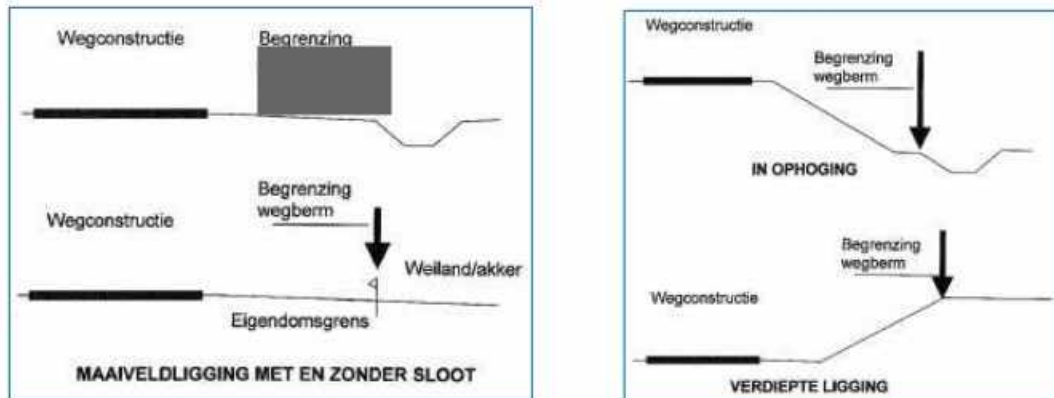 Wegconstructie
Begrenzing
Wegconstructie
Begrenzing
wegberm
Weiland/akker
Eigendomsgrens
MAAIVELDLIGGING MET EN ZONDER SLOOT
Wegconstructie
Begrenzing
wegberm
IN OPHOGING
Begrenzing
wegberm
Wegconstructie
VERDIEPTE LIGGING